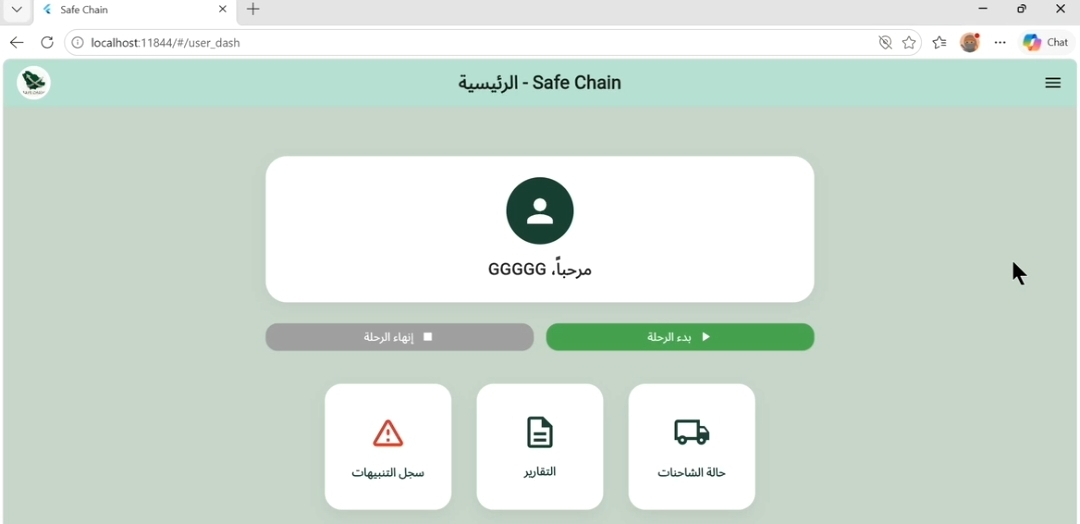 Safe Chain
localhost:11844/#/user_dash
Chat
Safe Chain - الرئيسية
مرحباً، GGGGG
بدء الرحلة
إنهاء الرحلة
حالة الشاحنات
التقارير
سجل التنبيهات